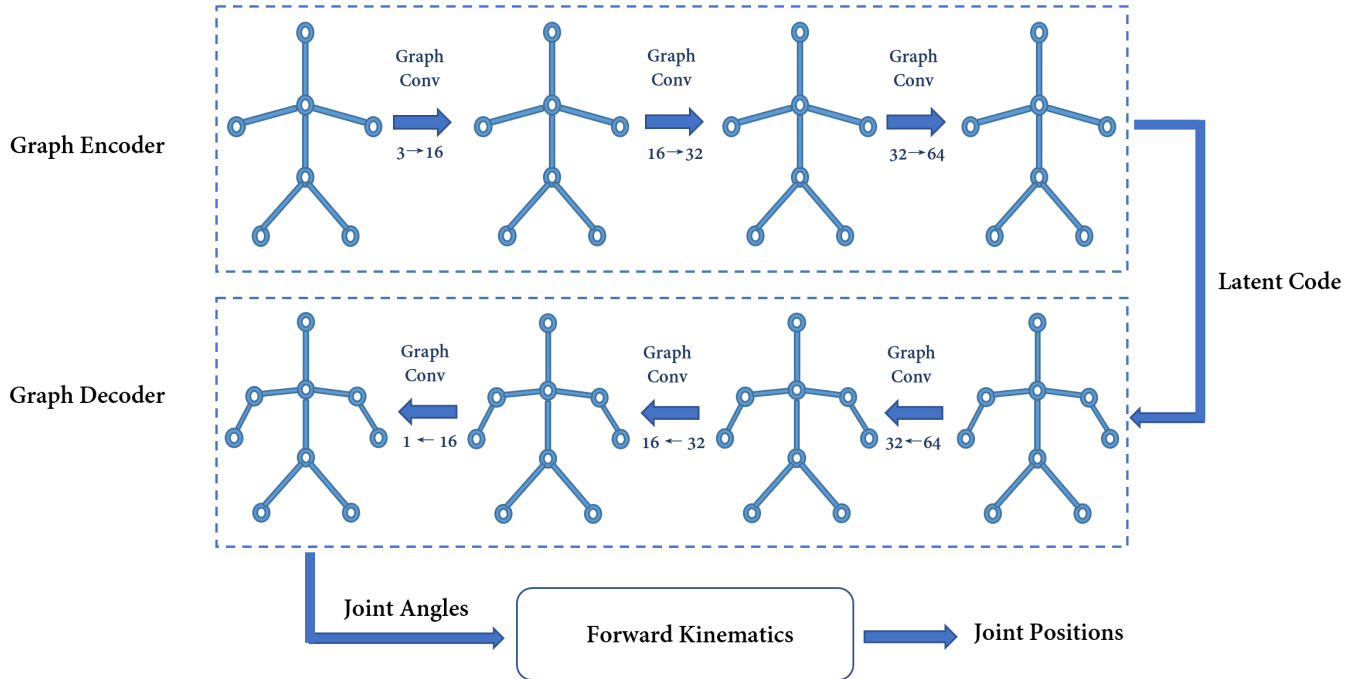 Graph
Conv
Graph
Conv
Graph
Conv
Graph Encoder
3→16
16→32
32→64
Latent Code
Graph
Conv
Graph
Conv
Graph
Conv
Graph Decoder
1 ← 16
16 ← 32
32←64
Joint Angles
Forward Kinematics
Joint Positions